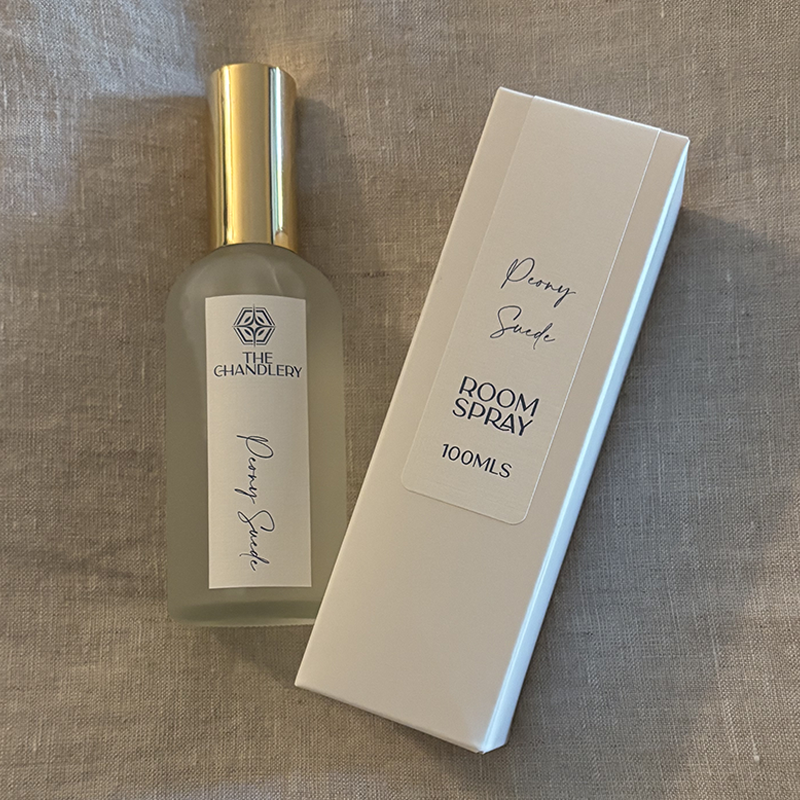 THE
CHANDLERY
Peony Suede
Peony
Suede
ROOM
SPRAY
100MLS